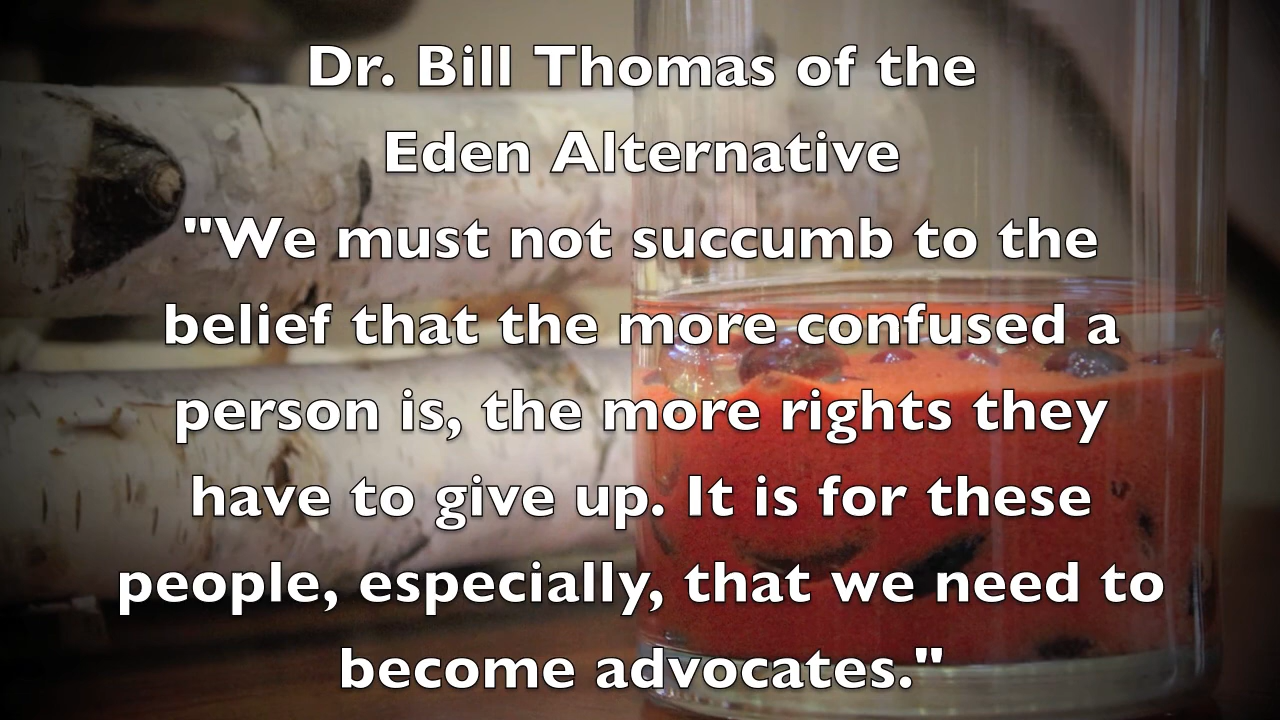 Dr. Bill Thomas of the
Eden Alternative
"We must not succumb to the
belief that the more confused a
person is, the more rights they
have to give up. It is for these
people, especially, that we need to
become advocates."